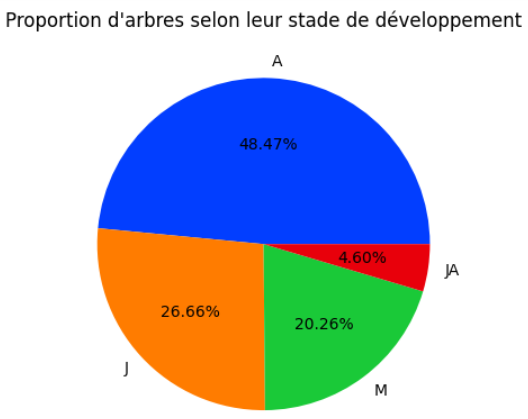 Proportion d'arbres selon leur stade de développement
A
48.47%
4.60%
JA
26.66%
20.26%
J
M